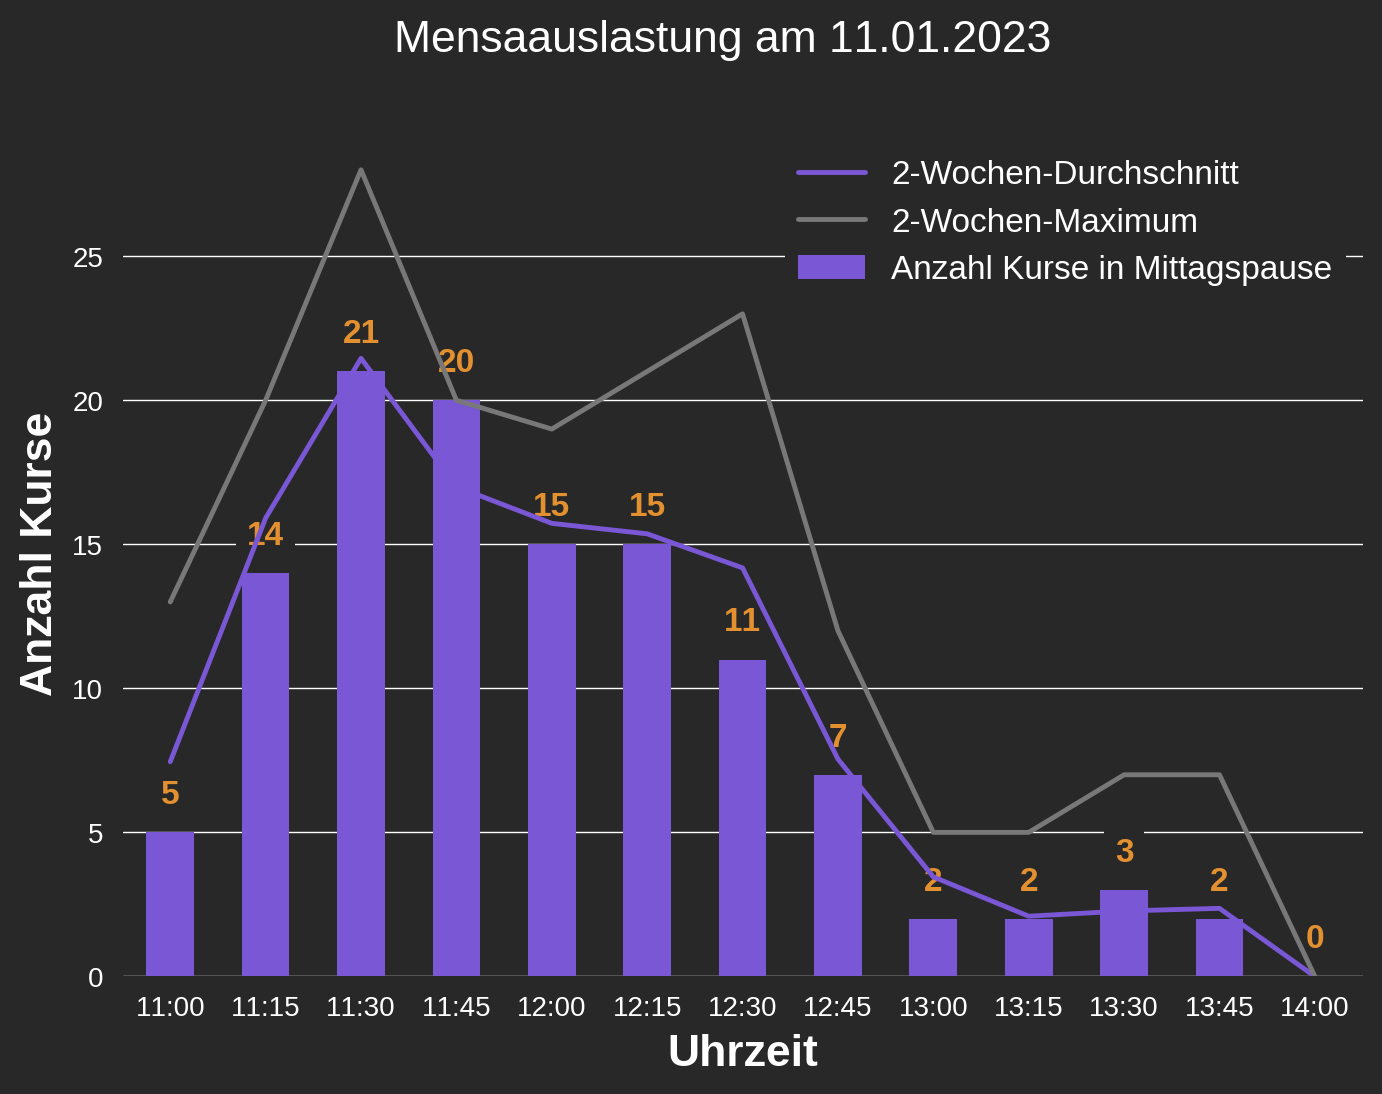 Mensaauslastung am 11.01.2023
2-Wochen-Durchschnitt
2-Wochen-Maximum
Anzahl Kurse in Mittagspause
Anzahl Kurse
25
20
15
10
5
0
5
14
21
20
15
15
11
7
2
2
3
2
0
11:00 11:15 11:30 11:45 12:00 12:15 12:30 12:45 13:00 13:15 13:30 13:45 14:00
Uhrzeit